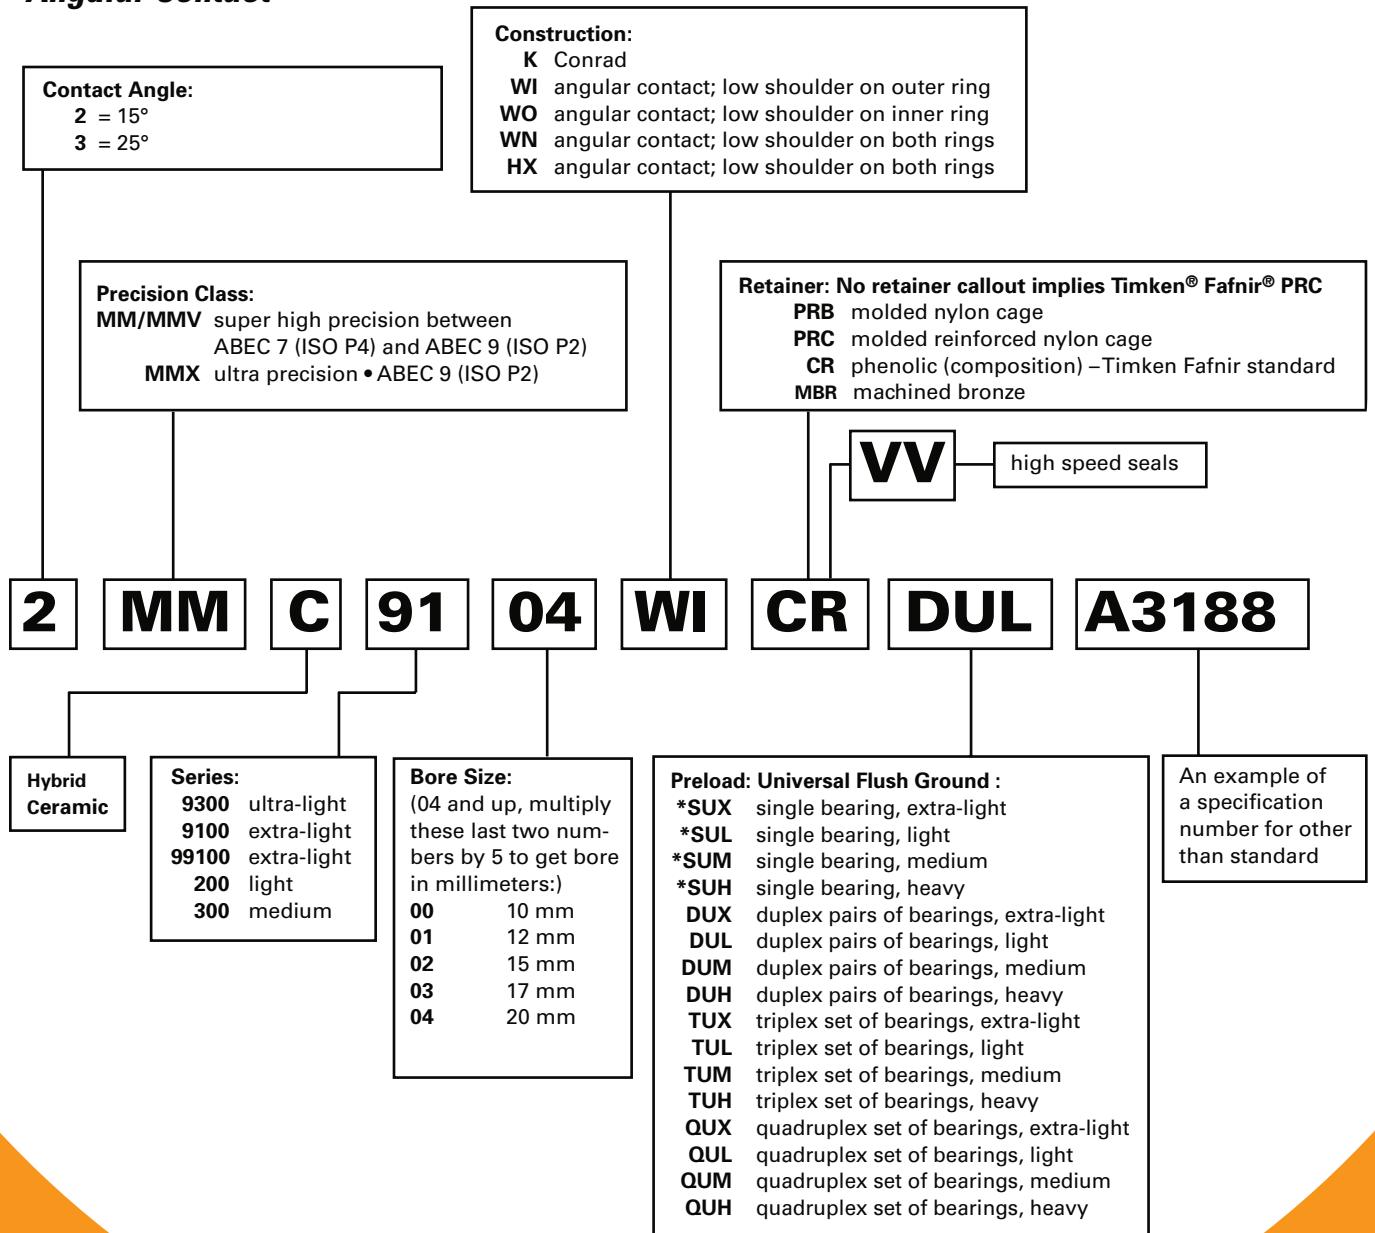 Angular Contact
Construction:
K Conrad
WI angular contact; low shoulder on outer ring
WO angular contact; low shoulder on inner ring
WN angular contact; low shoulder on both rings
HX angular contact; low shoulder on both rings
Contact Angle:
2 = 15°
3 = 25°
Precision Class:
MM/MMV super high precision between
ABEC 7 (ISO P4) and ABEC 9 (ISO P2)
MMX ultra precision • ABEC 9 (ISO P2)
Retainer: No retainer callout implies Timken® Fafnir® PRC
PRB molded nylon cage
PRC molded reinforced nylon cage
CR phenolic (composition) – Timken Fafnir standard
MBR machined bronze
VV high speed seals
2 MM C 91 04 WI CR DUL A3188
Hybrid
Ceramic
Series:
9300 ultra-light
9100 extra-light
99100 extra-light
200 light
300 medium
Bore Size:
(04 and up, multiply
these last two num-
bers by 5 to get bore
in millimeters:)
00 10 mm
01 12 mm
02 15 mm
03 17 mm
04 20 mm
Preload: Universal Flush Ground :
*SUX single bearing, extra-light
*SUL single bearing, light
*SUM single bearing, medium
*SUH single bearing, heavy
DUX duplex pairs of bearings, extra-light
DUL duplex pairs of bearings, light
DUM duplex pairs of bearings, medium
DUH duplex pairs of bearings, heavy
TUX triplex set of bearings, extra-light
TUL triplex set of bearings, light
TUM triplex set of bearings, medium
TUH triplex set of bearings, heavy
QUX quadruplex set of bearings, extra-light
QUL quadruplex set of bearings, light
QUM quadruplex set of bearings, medium
QUH quadruplex set of bearings, heavy
An example of
a specification
number for other
than standard